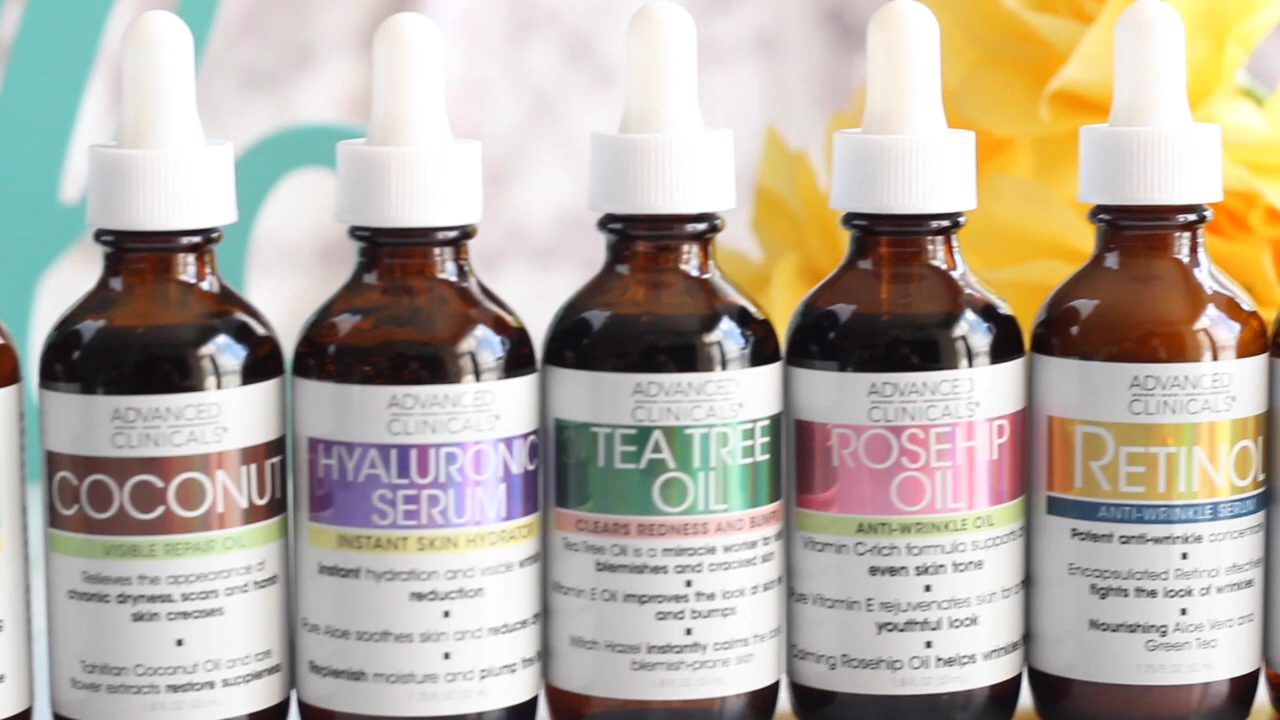 ADVANCED
CLINICALS®
COCONUT
VISIBLE REPAIR OIL
Relieves the appearance of
chronic dryness, scars and harsh
skin creases
Tahitian Coconut Oil and rare
flower extracts restore suppleness
ADVANCED
CLINICALS®
HYALURONIC
SERUM
INSTANT SKIN HYDRATOR
Instant hydration and visible
reduction
Pure Aloe soothes skin and
Replenish moisture and plump
ADVANCED
CLINICALS®
TEA TREE
OIL
CLEARS REDNESS AND
Tea Tree Oil is a miracle worker
blemishes and cracked skin
Vitamin E Oil improves the look of
and bumps
Witch Hazel instantly calms
blemish-prone skin
ADVANCED
CLINICALS®
ROSEHIP
OIL
ANTI-WRINKLE OIL
Vitamin C-rich formula supports
even skin tone
Pure Vitamin E rejuvenates skin for
youthful look
Calming Rosehip Oil helps
ADVANCED
CLINICALS®
RETINOL
ANTI-WRINKLE SERUM
Potent anti-wrinkle
Encapsulated Retinol
fights the look of wrinkles
Nourishing Aloe Vera and
Green Tea